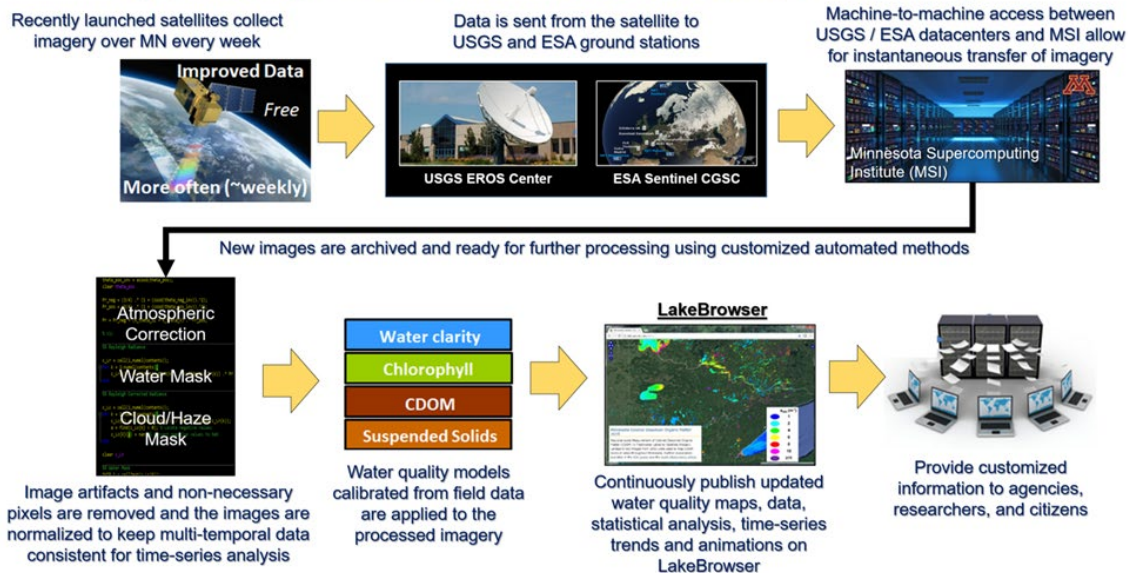 Recently launched satellites collect
imagery over MN every week
Data is sent from the satellite to
USGS and ESA ground stations
Machine-to-machine access between
USGS / ESA datacenters and MSI allow
for instantaneous transfer of imagery
Improved Data
Free
More often (~weekly)
USGS EROS Center
ESA Sentinel CGSC
Minnesota Supercomputing
Institute (MSI)
New images are archived and ready for further processing using customized automated methods
Atmospheric
Correction
Water Mask
Cloud/Haze
Mask
Water clarity
Chlorophyll
CDOM
Suspended Solids
LakeBrowser
Image artifacts and non-necessary
pixels are removed and the images are
normalized to keep multi-temporal data
consistent for time-series analysis
Water quality models
calibrated from field data
are applied to the
processed imagery
Continuously publish updated
water quality maps, data,
statistical analysis, time-series
trends and animations on
LakeBrowser
Provide customized
information to agencies,
researchers, and citizens